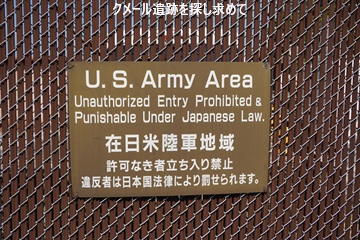 クメール遺跡を探し求めて
U. S. Army Area
Unauthorized Entry Prohibited &
Punishable Under Japanese Law.
在日米陸軍地域
許可なき者立ち入り禁止
違反者は日本国法律により罰せられます。